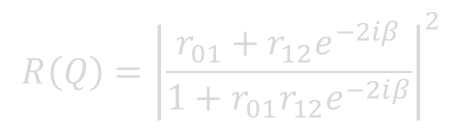 R(Q) = |(r₀₁ + r₁₂e^{−2iβ}) / (1 + r₀₁r₁₂e^{−2iβ})|²